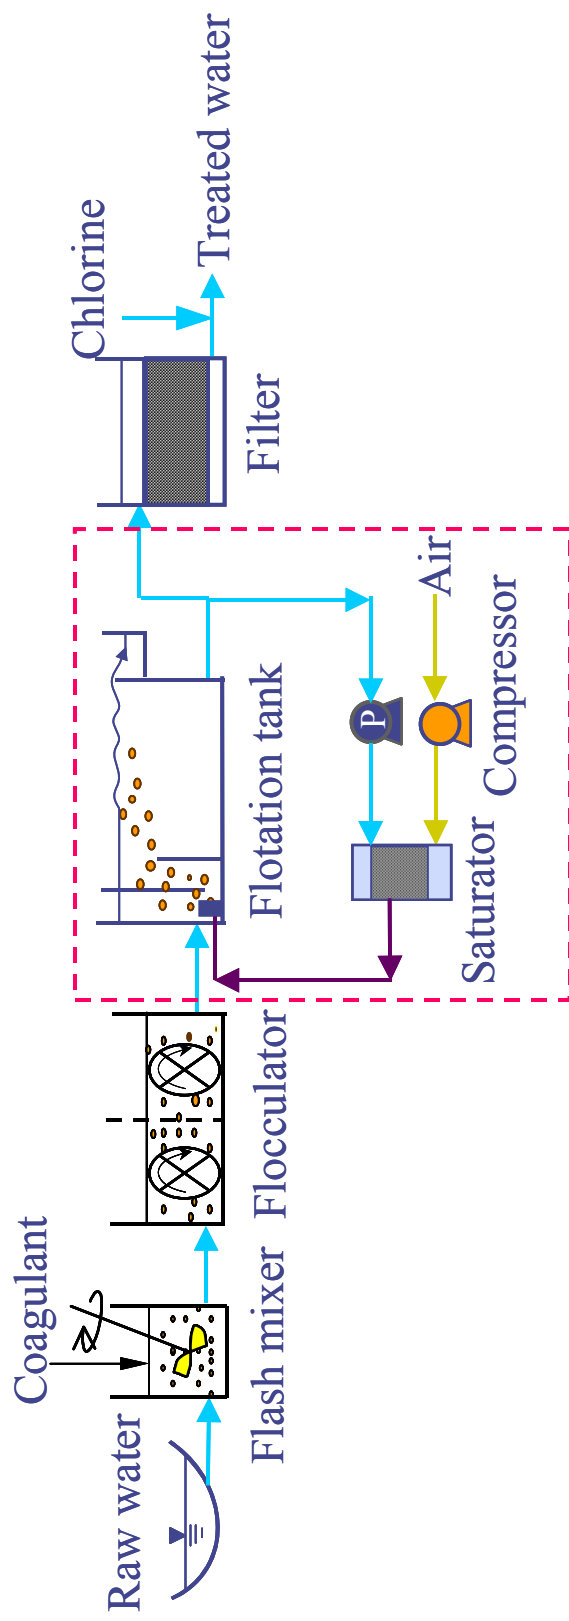 Raw water
Coagulant
Flash mixer
Flocculator
Flotation tank
Saturator
P
Compressor
Air
Filter
Chlorine
Treated water